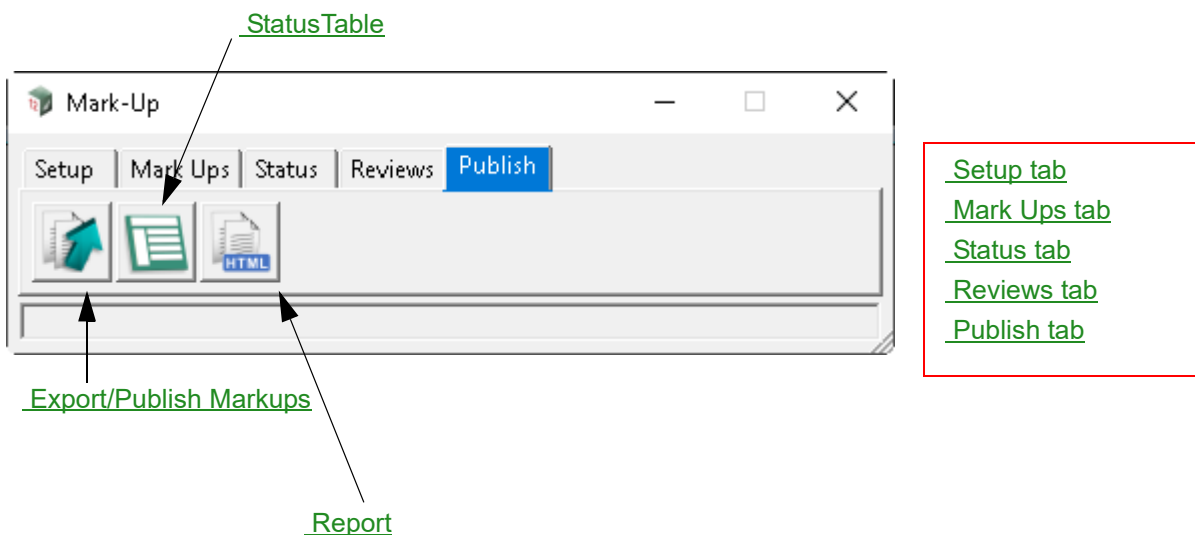 StatusTable
Mark-Up
Setup Mark Ups Status Reviews Publish
HTML
Export/Publish Markups
Report
Setup tab
Mark Ups tab
Status tab
Reviews tab
Publish tab